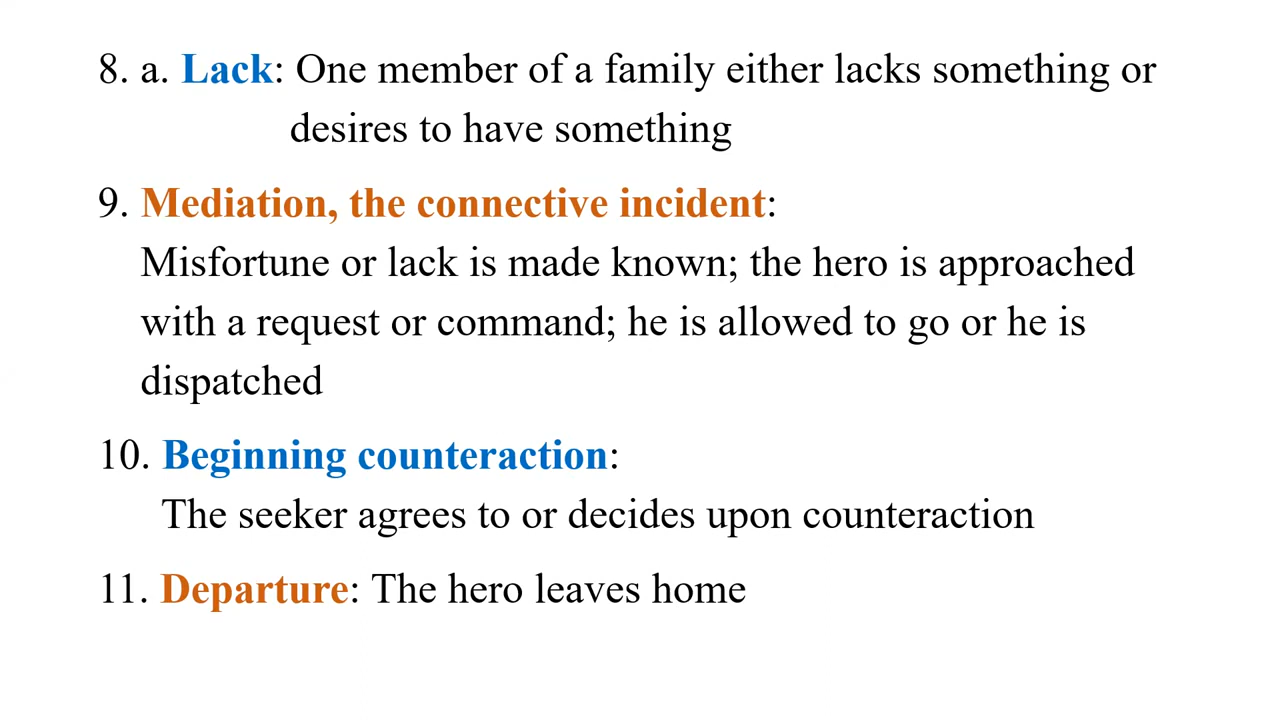 8. a. Lack: One member of a family either lacks something or
desires to have something
9. Mediation, the connective incident:
Misfortune or lack is made known; the hero is approached
with a request or command; he is allowed to go or he is
dispatched
10. Beginning counteraction:
The seeker agrees to or decides upon counteraction
11. Departure: The hero leaves home